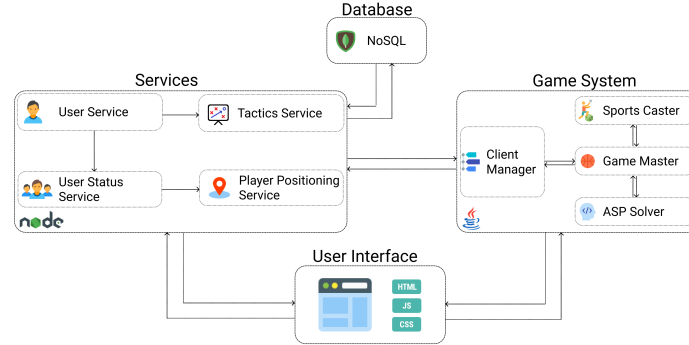 Database
NoSQL
Services
User Service
Tactics Service
User Status
Service
Player Positioning
Service
node
Game System
Sports Caster
Client
Manager
Game Master
ASP Solver
User Interface
HTML
JS
CSS